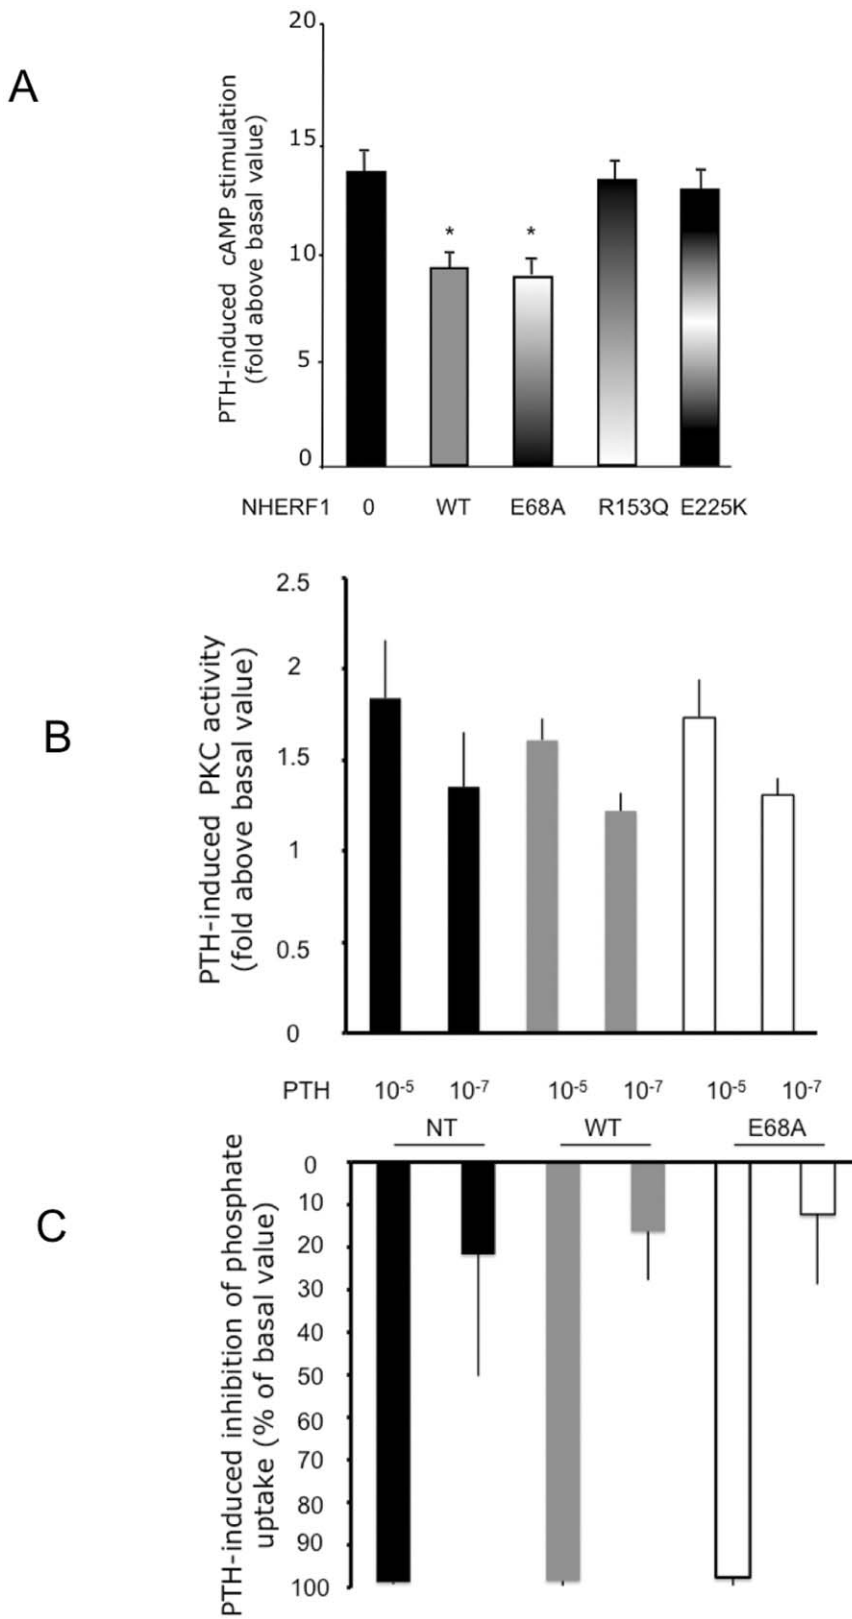 A
PTH-induced cAMP stimulation
(fold above basal value)
20
15
10
5
0
*
*
NHERF1 0 WT E68A R153Q E225K
B
PTH-induced PKC activity
(fold above basal value)
2.5
2
1.5
1
0.5
0
PTH 10-5 10-7 10-5 10-7 10-5 10-7
NT WT E68A
C
PTH-induced inhibition of phosphate
uptake (% of basal value)
0
10
20
30
40
50
60
70
80
90
100